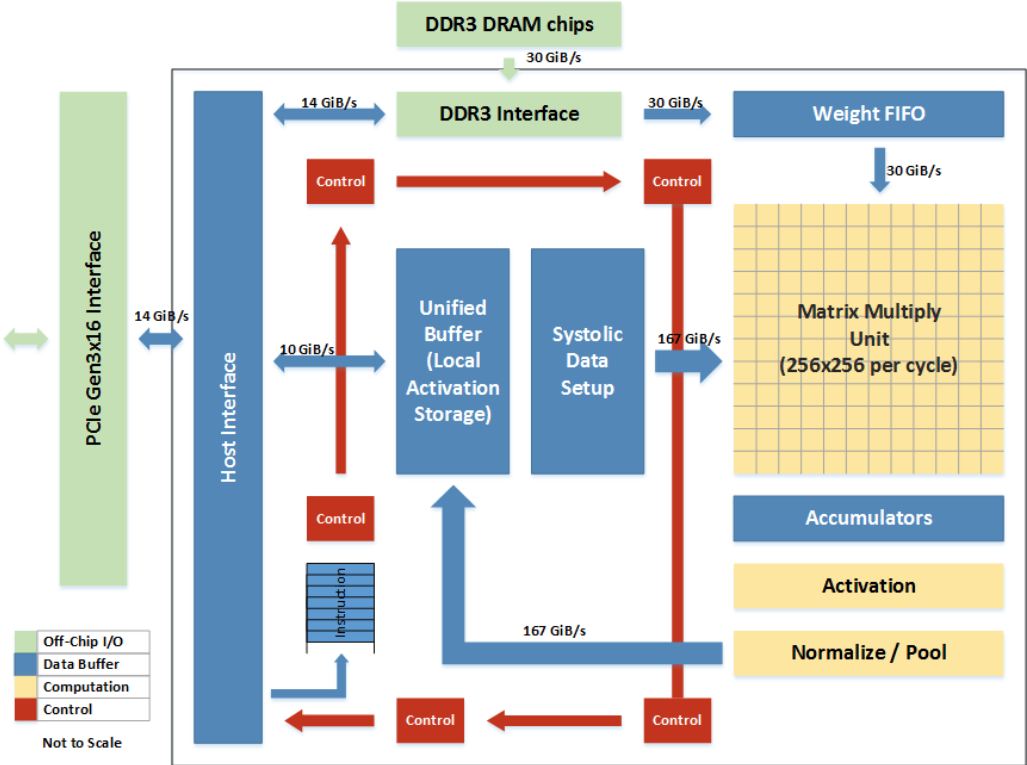 DDR3 DRAM chips
30 GiB/s
14 GiB/s
DDR3 Interface
30 GiB/s
Weight FIFO
30 GiB/s
Control
Control
PCIe Gen3x16 Interface
14 GiB/s
Host Interface
10 GiB/s
Unified
Buffer
(Local
Activation
Storage)
Systolic
Data
Setup
167 GiB/s
Matrix Multiply
Unit
(256x256 per cycle)
Control
Accumulators
Instruction
Activation
167 GiB/s
Normalize / Pool
Control
Control
Off-Chip I/O
Data Buffer
Computation
Control
Not to Scale